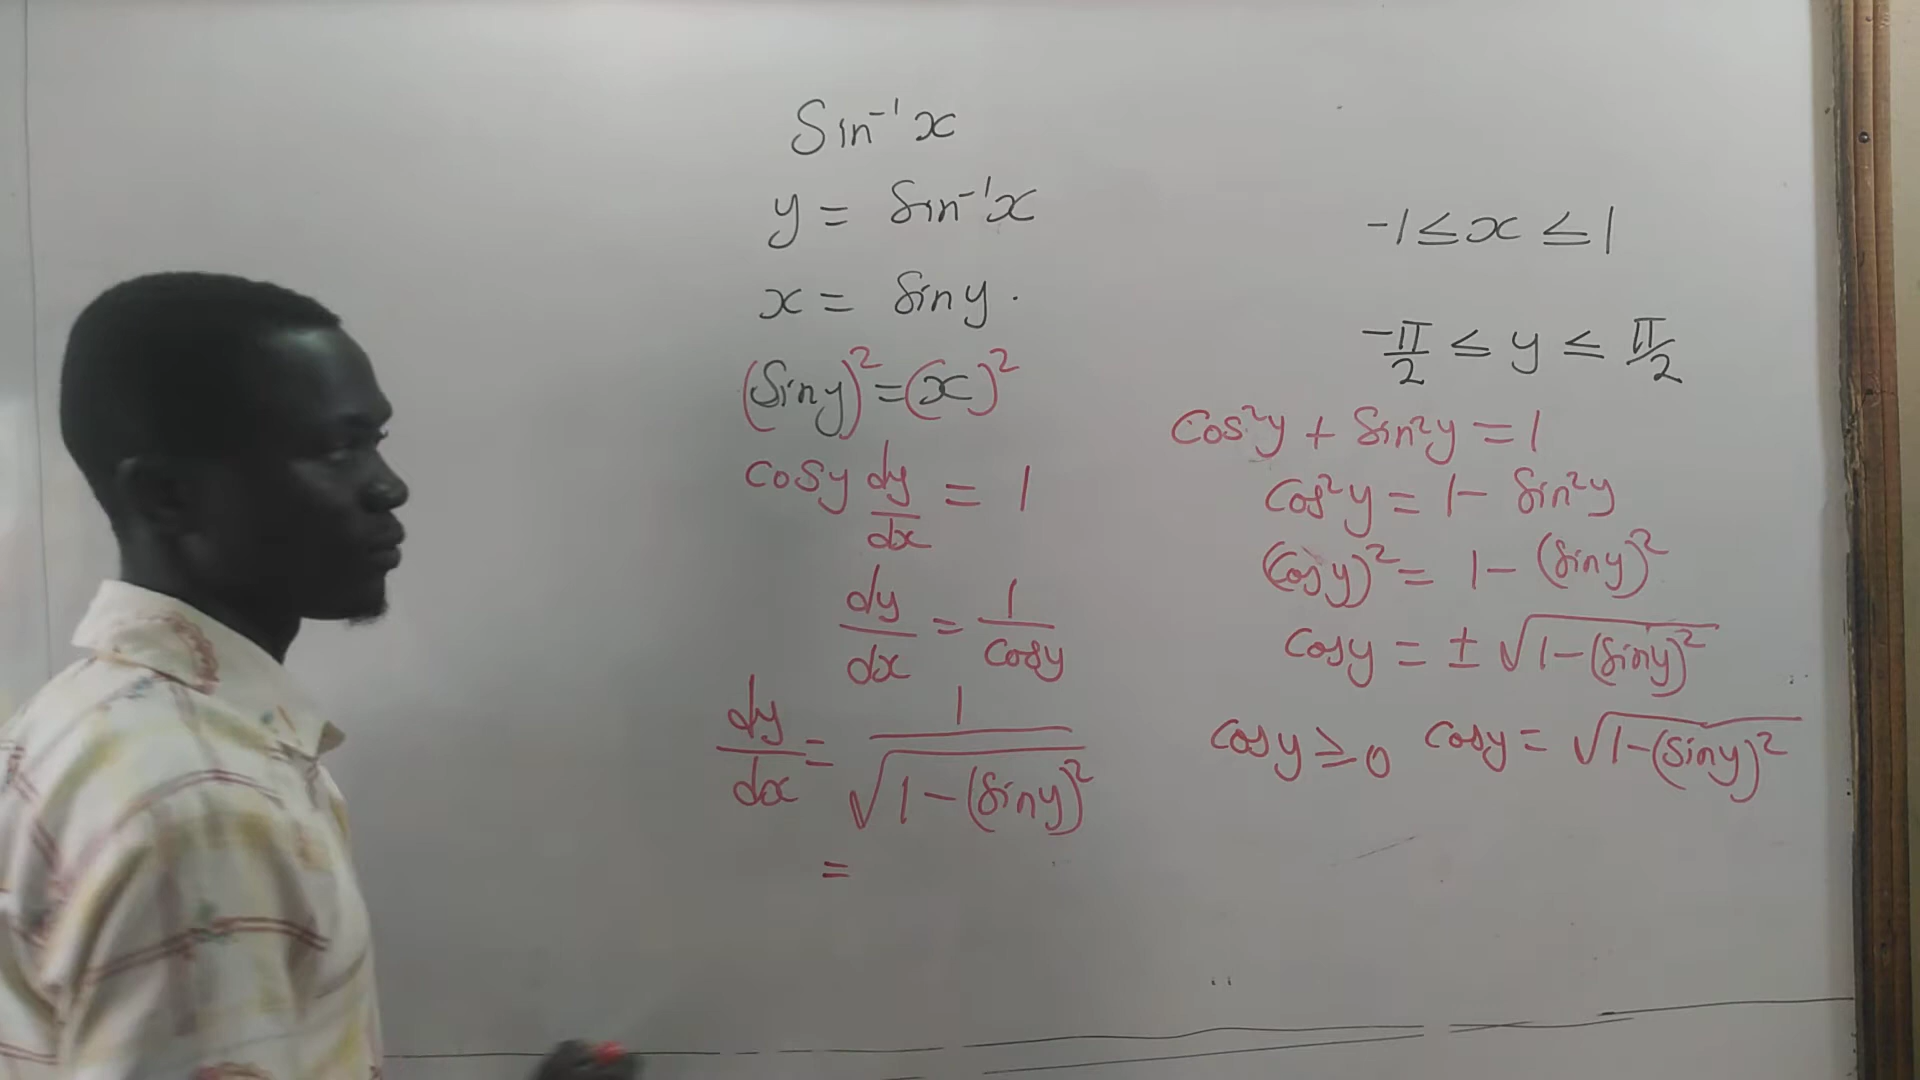 Sin⁻¹x
y = Sin⁻¹x
x = Siny.
(Siny)² = (x)²
cosy dy/dx = 1
dy/dx = 1/cosy
dy/dx = 1/√(1-(Siny)²)
=
-1 ≤ x ≤ 1
-π/2 ≤ y ≤ π/2
Cos²y + Sin²y = 1
Cos²y = 1 - Sin²y
(Cosy)² = 1 - (Siny)²
Cosy = ± √(1-(Siny)²)
Cosy ≥ 0 Cosy = √(1-(Siny)²)